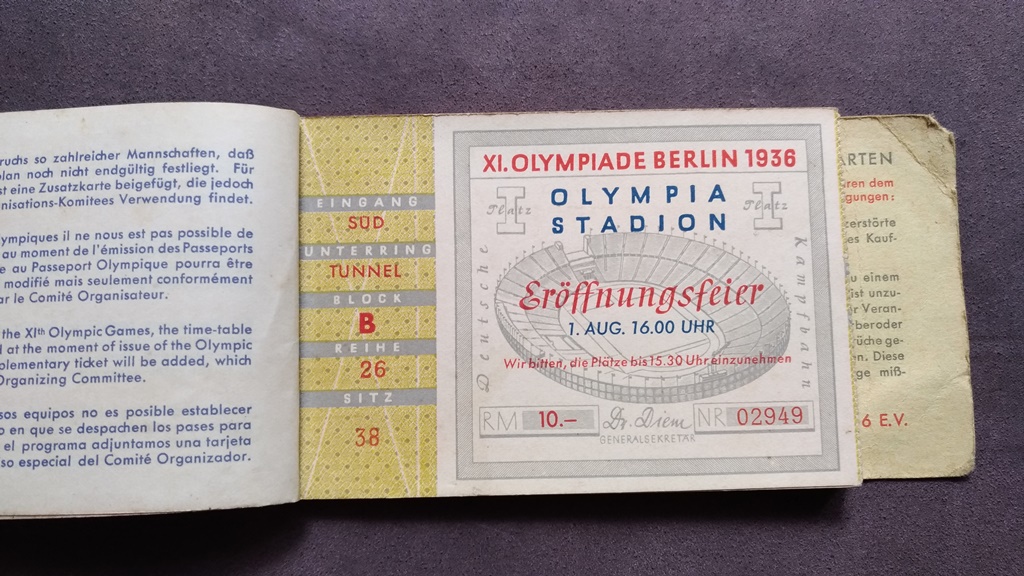 ruchs so zahlreicher Mannschaften, daß
plan noch nicht endgültig festliegt. Für
st eine Zusatzkarte beigefügt, die jedoch
nisations-Komitees Verwendung findet.
ympiques il ne nous est pas possible de
au moment de l'émission des Passeports
e au Passeport Olympique pourra être
modifié mais seulement conformément
ar le Comité Organisateur.
the XIth Olympic Games, the time-table
d at the moment of issue of the Olympic
plementary ticket will be added, which
Organizing Committee.
sos equipos no es posible establecer
o en que se despachen los pases para
el programa adjuntamos una tarjeta
so especial del Comité Organizador.
EINGANG
SÜD
UNTERRING
TUNNEL
BLOCK
B
REIHE
26
SITZ
38
XI. OLYMPIADE BERLIN 1936
I Platz
OLYMPIA
STADION
I Platz
Deutsche
Kampfbahn
Eröffnungsfeier
1. AUG. 16.00 UHR
Wir bitten, die Plätze bis 15.30 Uhr einzunehmen
RM 10.–
Dr. Diem
GENERALSEKRETÄR
NR 02949
ARTEN
ren dem
gungen:
zerstörte
es Kauf-
u einem
ist unzu-
r Veran-
beroder
rüche ge-
n. Diese
ge miß-
6 E.V.